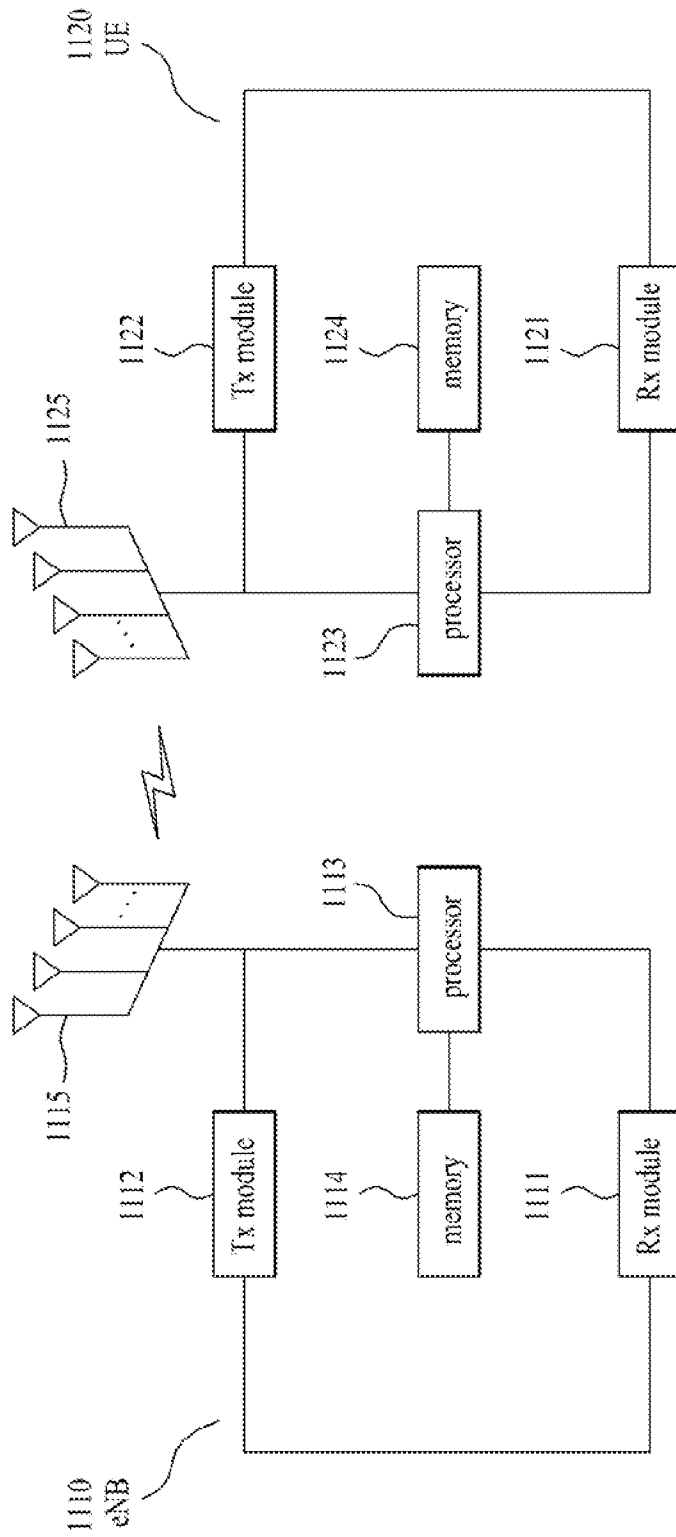 1110
eNB
1115
1112
Tx module
1114
memory
1113
processor
1111
Rx module
1120
UE
1125
1122
Tx module
1124
memory
1123
processor
1121
Rx module